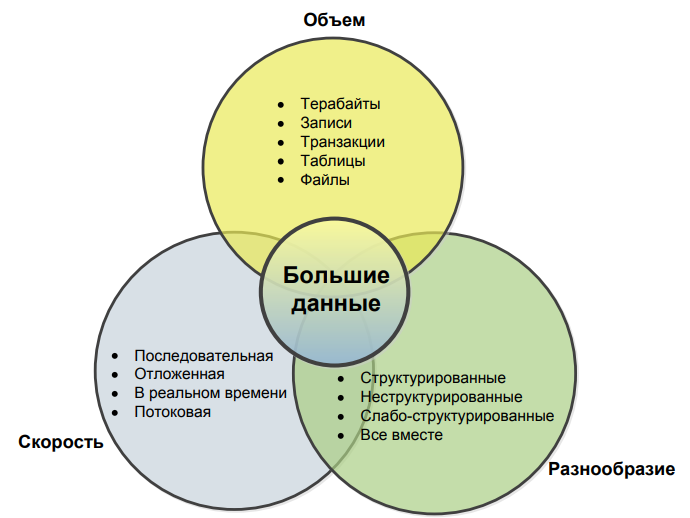 Объем
• Терабайты
• Записи
• Транзакции
• Таблицы
• Файлы
Большие
данные
• Последовательная
• Отложенная
• В реальном времени
• Потоковая
Скорость
• Структурированные
• Неструктурированные
• Слабо-структурированные
• Все вместе
Разнообразие